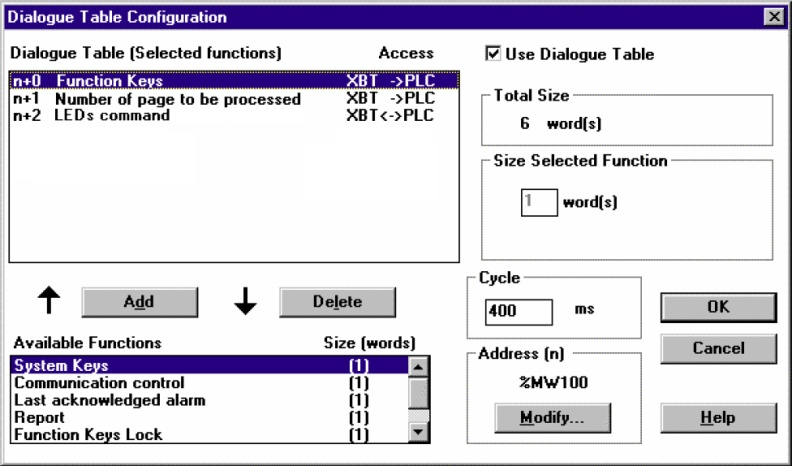 Dialogue Table Configuration
Dialogue Table (Selected functions) Access
n+0 Function Keys XBT ->PLC
n+1 Number of page to be processed XBT ->PLC
n+2 LEDs command XBT<->PLC
Use Dialogue Table
Total Size
6 word(s)
Size Selected Function
1 word(s)
Add
Delete
Available Functions Size (words)
System Keys (1)
Communication control (1)
Last acknowledged alarm (1)
Report (1)
Function Keys Lock (1)
Cycle
400 ms
Address (n)
%MW100
Modify...
OK
Cancel
Help